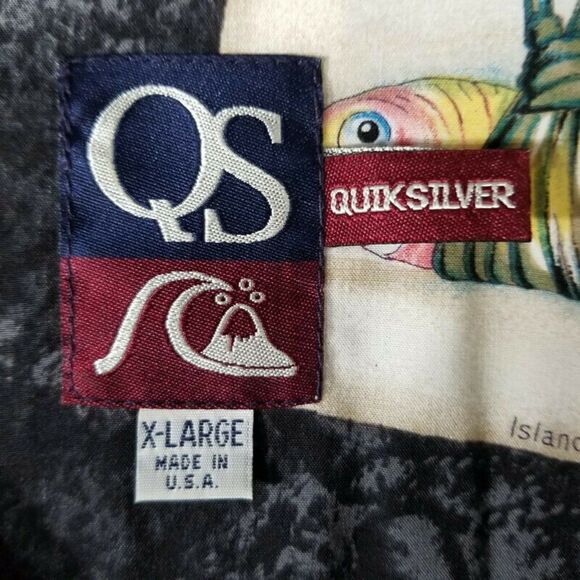 QS
QUIKSILVER
X-LARGE
MADE IN
U.S.A.